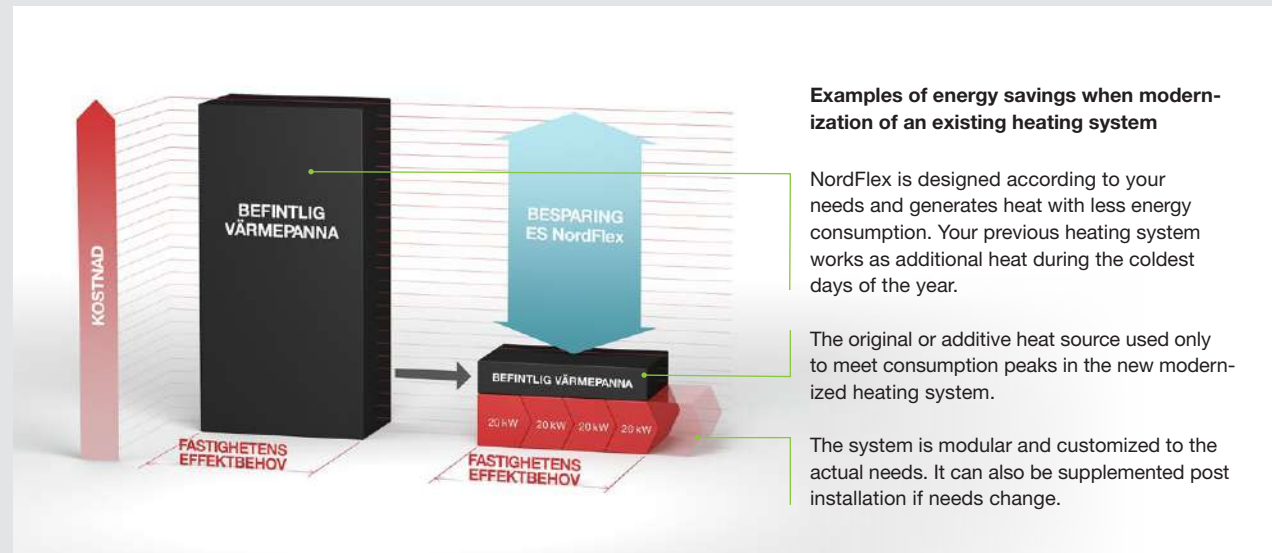 KOSTNAD
BEFINTLIG
VÄRMEPANNA
FASTIGHETENS
EFFEKTBEHOV
BESPARING
ES NordFlex
BEFINTLIG VÄRMEPANNA
20 kW 20 kW 20 kW 20 kW
FASTIGHETENS
EFFEKTBEHOV
Examples of energy savings when modern-
ization of an existing heating system
NordFlex is designed according to your
needs and generates heat with less energy
consumption. Your previous heating system
works as additional heat during the coldest
days of the year.
The original or additive heat source used only
to meet consumption peaks in the new modern-
ized heating system.
The system is modular and customized to the
actual needs. It can also be supplemented post
installation if needs change.